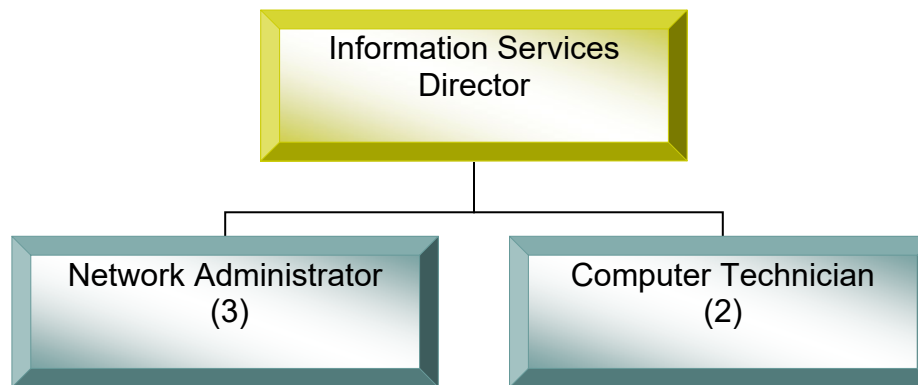 Information Services
Director
Network Administrator
(3)
Computer Technician
(2)